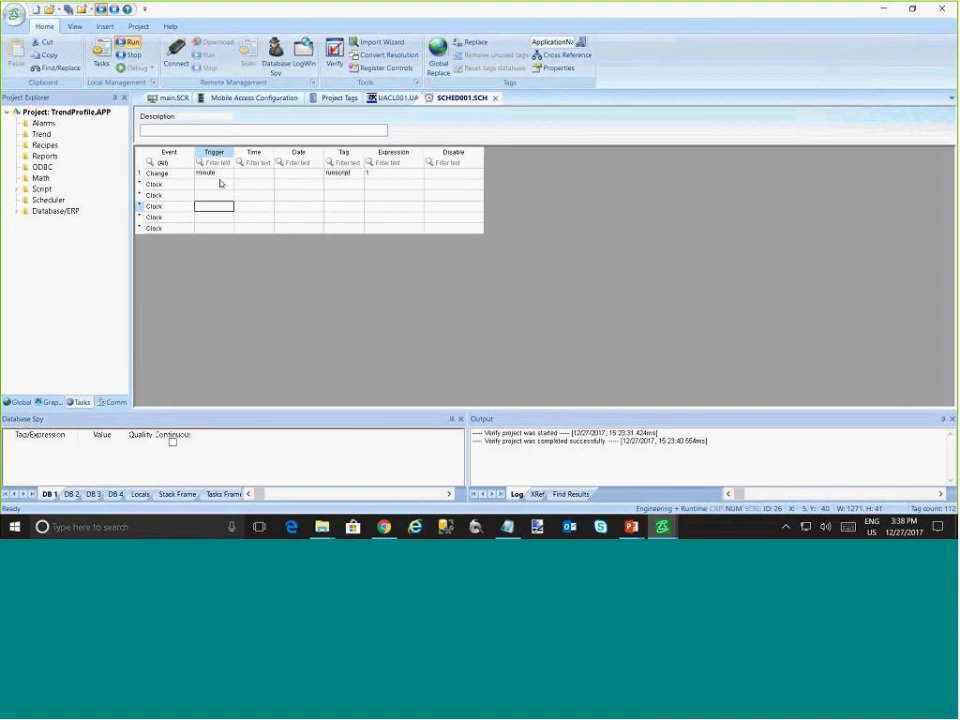 Home View Insert Project Help
Cut
Copy
Find/Replace
Paste
Clipboard
Tasks
Run
Stop
Debug
Local Management
Connect
Download
Run
Stop
Tasks
Database Spy
LogWin
Remote Management
Verify
Import Wizard
Convert Resolution
Register Controls
Tools
Global Replace
Replace
Remove unused tags
Reset tags database
ApplicationNa
Cross Reference
Properties
Tags
Project Explorer
main.SCR Mobile Access Configuration Project Tags UACL001.UA SCHED001.SCH
Project: TrendProfile.APP
Alarms
Trend
Recipes
Reports
ODBC
Math
Script
Scheduler
Database/ERP
Description:
Event Trigger Time Date Tag Expression Disable
(All) Filter text Filter text Filter text Filter text Filter text Filter text
1 Change minute runscript 1
* Clock
* Clock
* Clock
* Clock
* Clock
Global Grap... Tasks Comm
Database Spy
Tag/Expression Value Quality Continuous
DB 1 DB 2 DB 3 DB 4 Locals Stack Frame Tasks Fram
Output
---- Verify project was started ---- [12/27/2017, 15:23:31.424ms]
---- Verify project was completed successfully. ---- [12/27/2017, 15:23:40.564ms]
Log XRef Find Results
Ready
Engineering + Runtime CAP NUM SCRL ID: 26 X: 5, Y: 40 W: 1271, H: 41 Tag count: 112
Type here to search
ENG
US
3:38 PM
12/27/2017